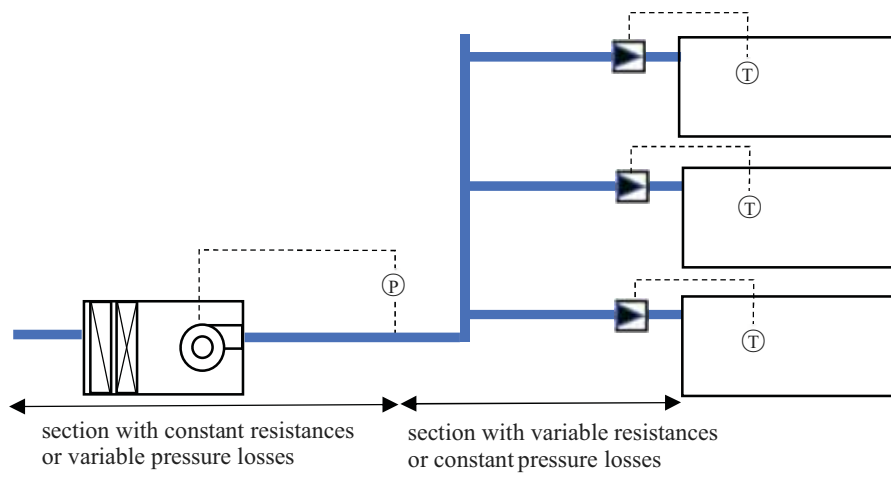 T
T
P
T
section with constant resistances
or variable pressure losses
section with variable resistances
or constant pressure losses